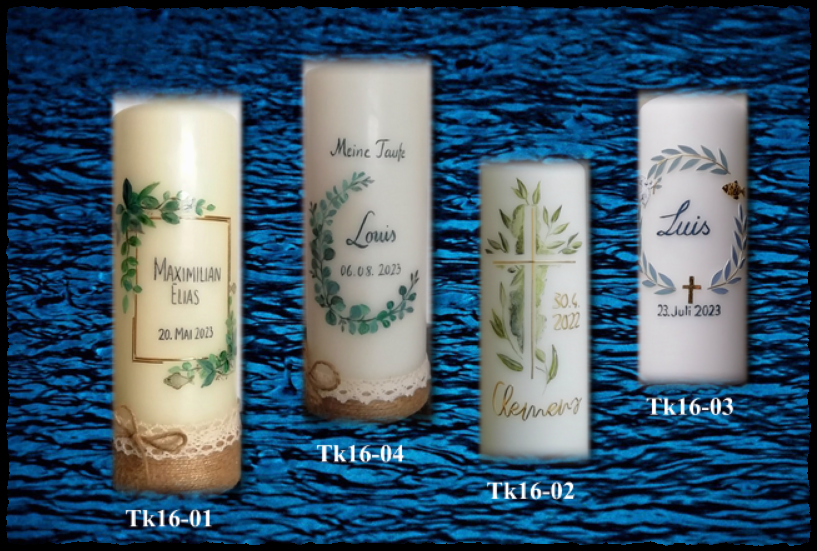 MAXIMILIAN
ELIAS
20. MAI 2023
Tk16-01
Meine Taufe
Louis
06.08.2023
Tk16-04
30.4.
2022
Clemens
Tk16-02
Luis
23. Juli 2023
Tk16-03